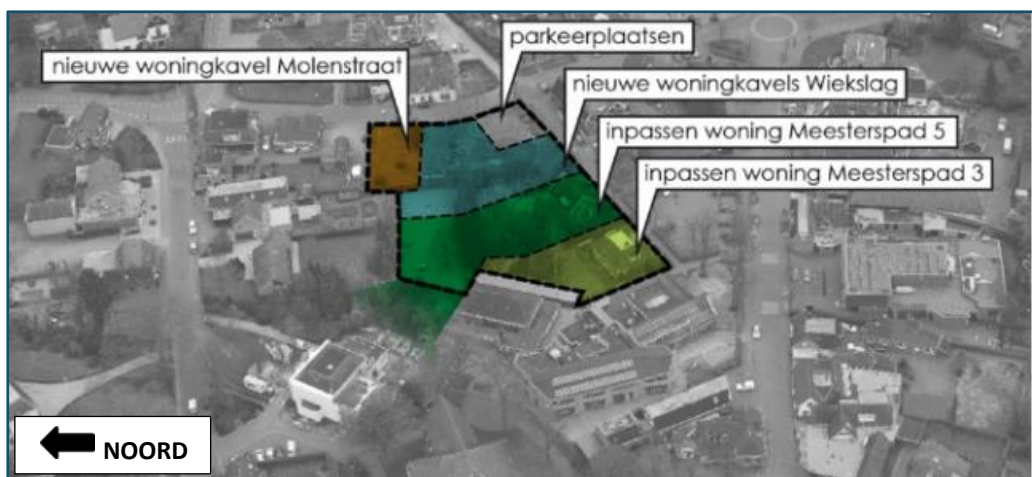 parkeerplaatsen
nieuwe woningkavel Molenstraat
nieuwe woningkavels Wiekslag
inpassen woning Meesterspad 5
inpassen woning Meesterspad 3
NOORD